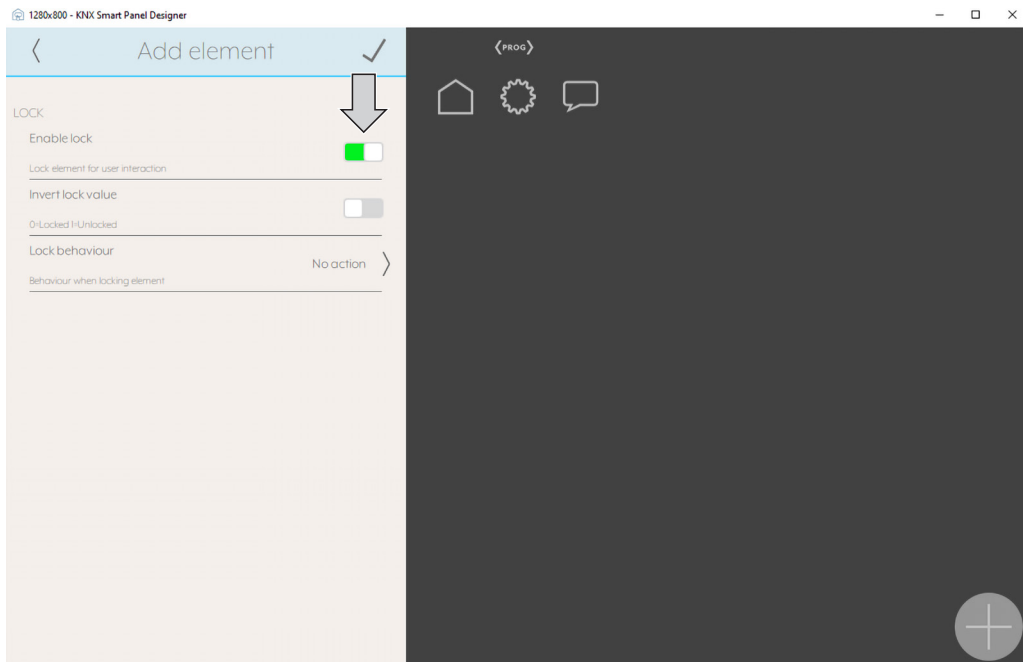 1280x800 - KNX Smart Panel Designer
Add element
PROG
LOCK
Enable lock
Lock element for user interaction
Invert lock value
0=Locked 1=Unlocked
Lock behaviour
No action
Behaviour when locking element